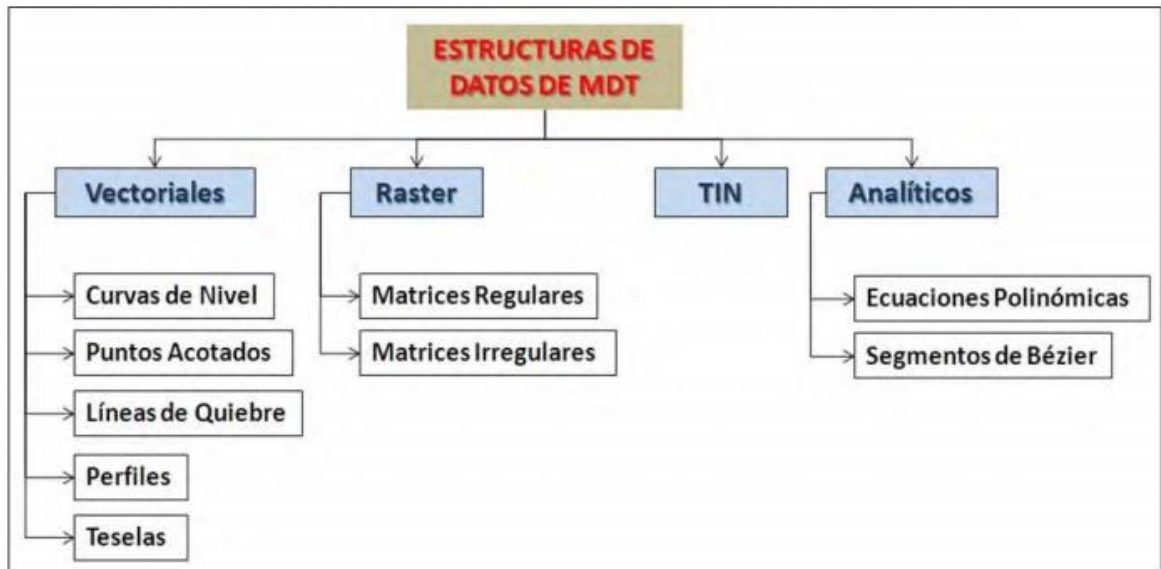 ESTRUCTURAS DE
DATOS DE MDT
Vectoriales
Raster
TIN
Analíticos
Curvas de Nivel
Puntos Acotados
Líneas de Quiebre
Perfiles
Teselas
Matrices Regulares
Matrices Irregulares
Ecuaciones Polinómicas
Segmentos de Bézier